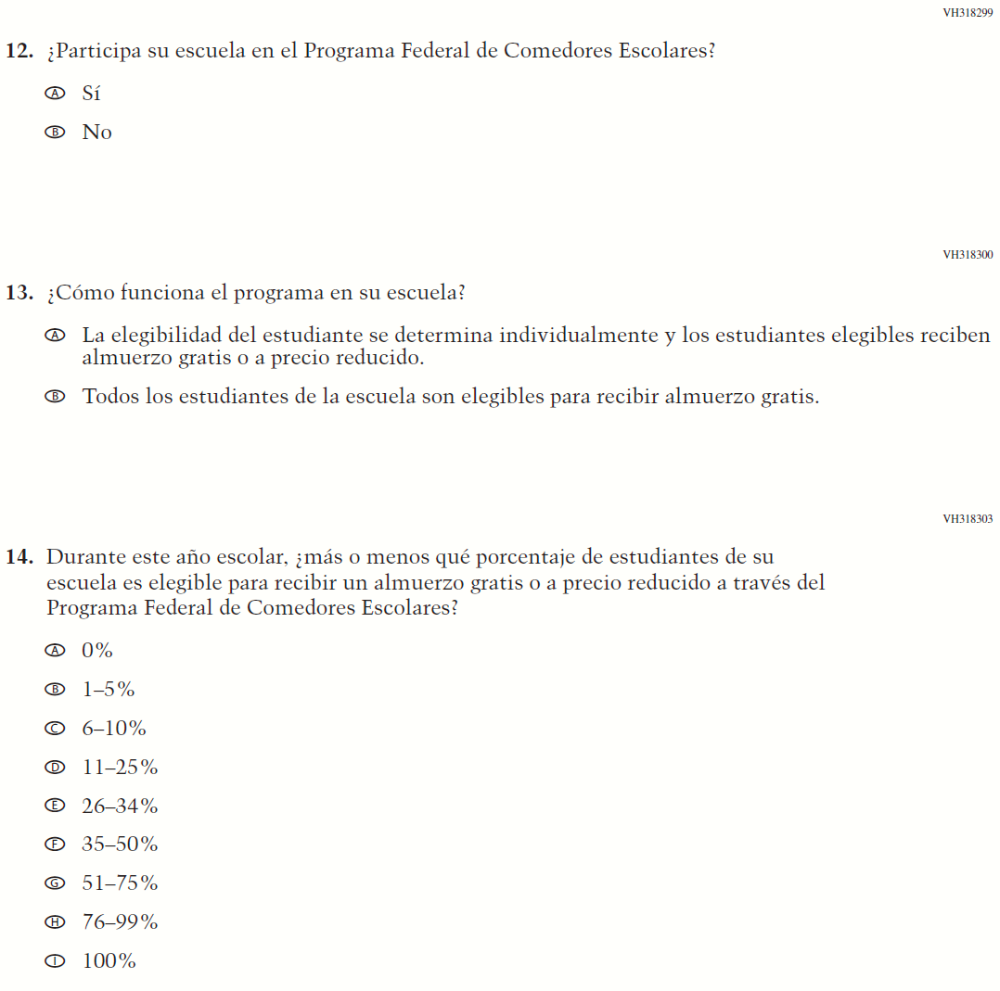 VH318299
12. ¿Participa su escuela en el Programa Federal de Comedores Escolares?
Ⓐ Sí
Ⓑ No
VH318300
13. ¿Cómo funciona el programa en su escuela?
Ⓐ La elegibilidad del estudiante se determina individualmente y los estudiantes elegibles reciben
almuerzo gratis o a precio reducido.
Ⓑ Todos los estudiantes de la escuela son elegibles para recibir almuerzo gratis.
VH318303
14. Durante este año escolar, ¿más o menos qué porcentaje de estudiantes de su
escuela es elegible para recibir un almuerzo gratis o a precio reducido a través del
Programa Federal de Comedores Escolares?
Ⓐ 0%
Ⓑ 1–5%
Ⓒ 6–10%
Ⓓ 11–25%
Ⓔ 26–34%
Ⓕ 35–50%
Ⓖ 51–75%
Ⓗ 76–99%
Ⓘ 100%